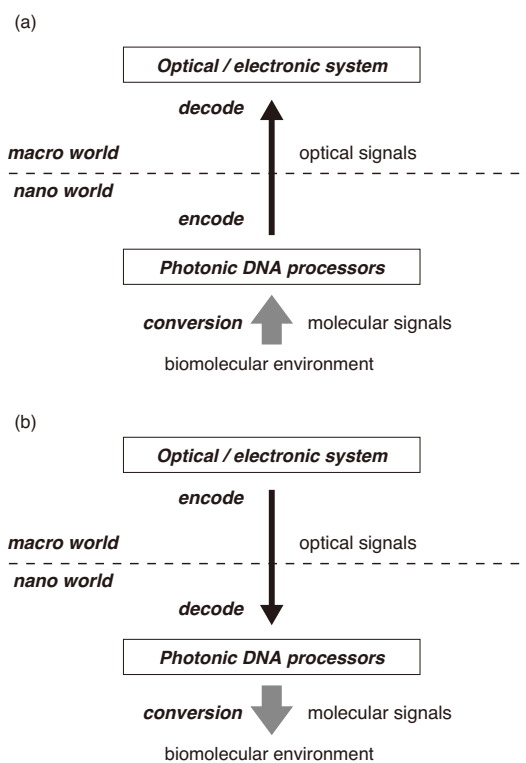 (a)
Optical / electronic system
decode
macro world
optical signals
nano world
encode
Photonic DNA processors
conversion
molecular signals
biomolecular environment
(b)
Optical / electronic system
encode
macro world
optical signals
nano world
decode
Photonic DNA processors
conversion
molecular signals
biomolecular environment